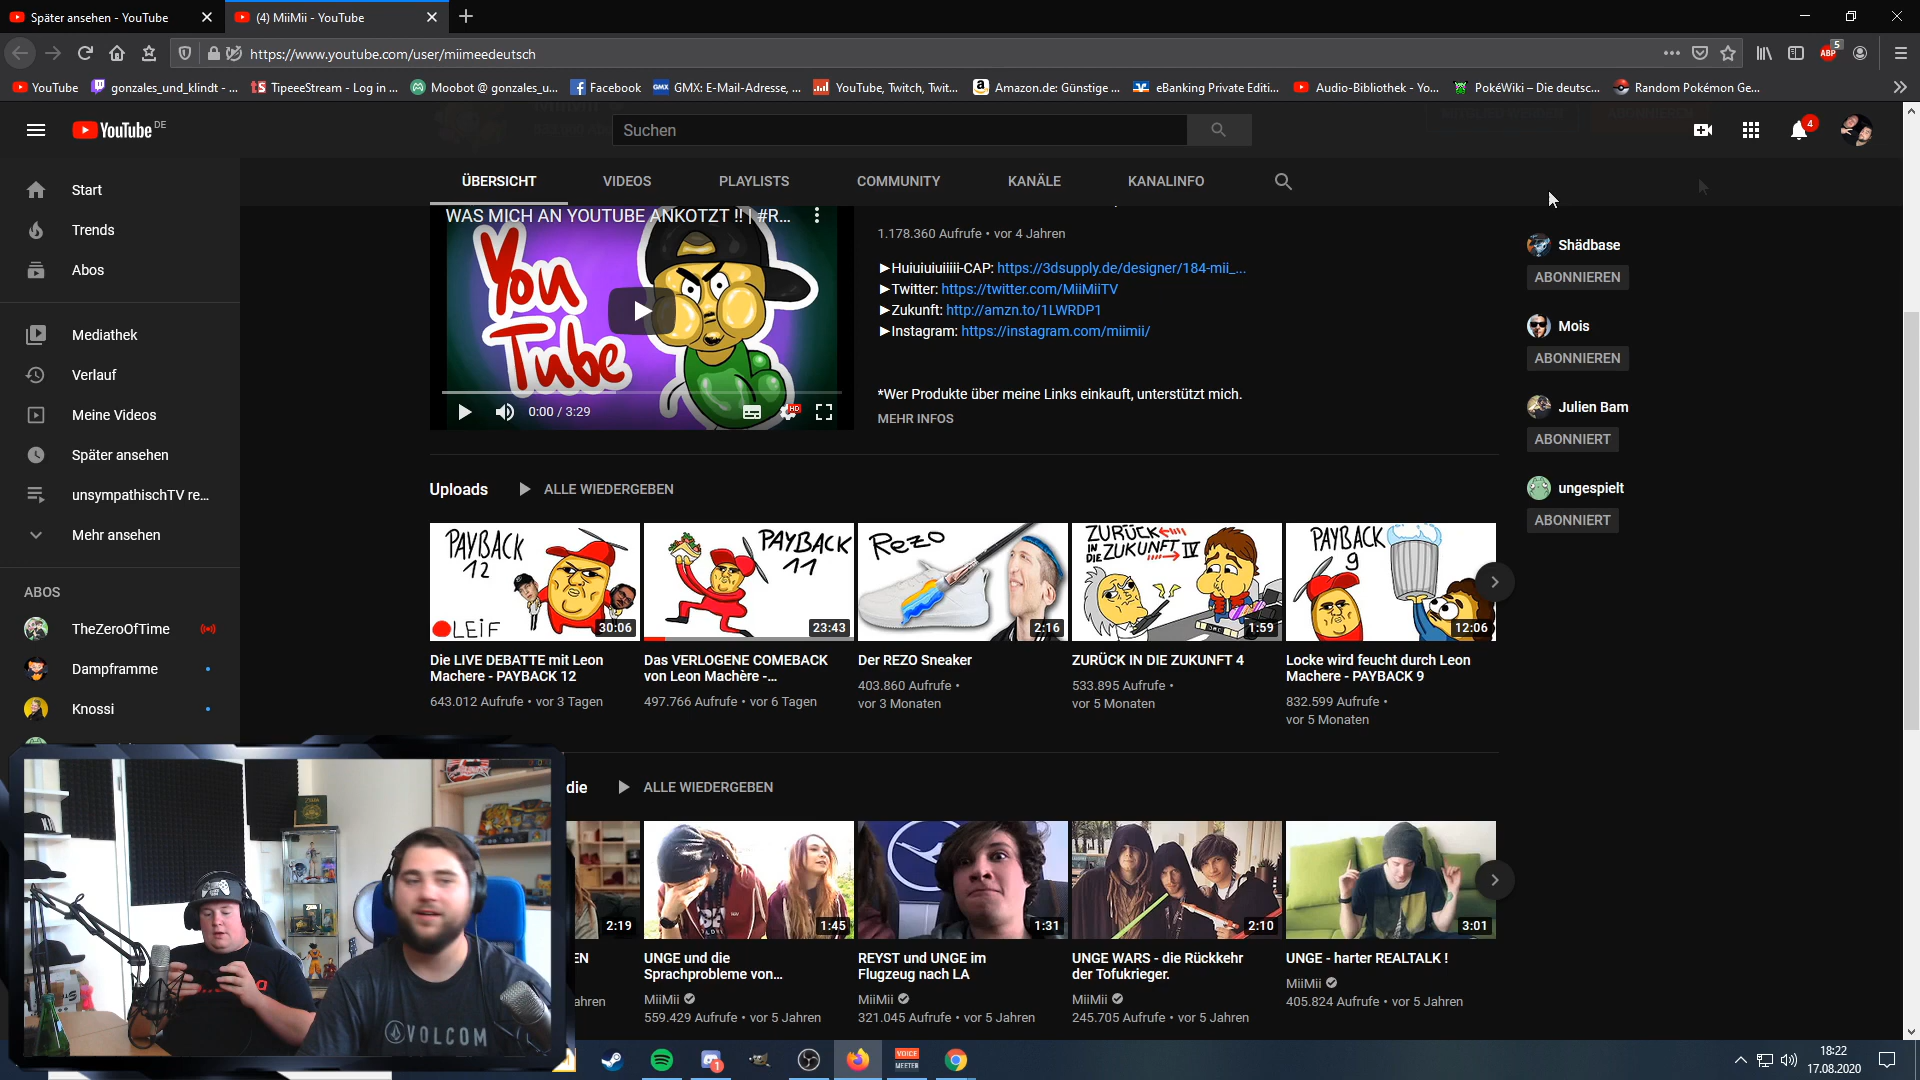 Später ansehen - YouTube
(4) MiiMii - YouTube
https://www.youtube.com/user/miimeedeutsch
YouTube
gonzales_und_klindt - ...
TipeeeStream - Log in ...
Moobot @ gonzales_u...
Facebook
GMX: E-Mail-Adresse, ...
YouTube, Twitch, Twit...
Amazon.de: Günstige ...
eBanking Private Editi...
Audio-Bibliothek - Yo...
PokéWiki – Die deutsc...
Random Pokémon Ge...
ABP 5
YouTube DE
Suchen
4
ÜBERSICHT
VIDEOS
PLAYLISTS
COMMUNITY
KANÄLE
KANALINFO
Start
Trends
Abos
Mediathek
Verlauf
Meine Videos
Später ansehen
unsympathischTV re...
Mehr ansehen
ABOS
TheZeroOfTime
Dampframme
Knossi
WAS MICH AN YOUTUBE ANKOTZT !! | #R...
You
Tube
0:00 / 3:29
HD
1.178.360 Aufrufe • vor 4 Jahren
►Huiuiuiuiiiii-CAP: https://3dsupply.de/designer/184-mii_...
►Twitter: https://twitter.com/MiiMiiTV
►Zukunft: http://amzn.to/1LWRDP1
►Instagram: https://instagram.com/miimii/
*Wer Produkte über meine Links einkauft, unterstützt mich.
MEHR INFOS
Shädbase
ABONNIEREN
Mois
ABONNIEREN
Julien Bam
ABONNIERT
ungespielt
ABONNIERT
Uploads
ALLE WIEDERGEBEN
PAYBACK
12
LEIF
30:06
PAYBACK
11
23:43
REZO
2:16
ZURÜCK
IN DIE ZUKUNFT IV
1:59
PAYBACK
9
12:06
Die LIVE DEBATTE mit Leon
Machere - PAYBACK 12
643.012 Aufrufe • vor 3 Tagen
Das VERLOGENE COMEBACK
von Leon Machère -...
497.766 Aufrufe • vor 6 Tagen
Der REZO Sneaker
403.860 Aufrufe •
vor 3 Monaten
ZURÜCK IN DIE ZUKUNFT 4
533.895 Aufrufe •
vor 5 Monaten
Locke wird feucht durch Leon
Machere - PAYBACK 9
832.599 Aufrufe •
vor 5 Monaten
die
ALLE WIEDERGEBEN
2:19
1:45
1:31
2:10
3:01
EN
ahren
UNGE und die
Sprachprobleme von...
MiiMii
559.429 Aufrufe • vor 5 Jahren
REYST und UNGE im
Flugzeug nach LA
MiiMii
321.045 Aufrufe • vor 5 Jahren
UNGE WARS - die Rückkehr
der Tofukrieger.
MiiMii
245.705 Aufrufe • vor 5 Jahren
UNGE - harter REALTALK !
MiiMii
405.824 Aufrufe • vor 5 Jahren
VOLCOM
1
VOICE
MEETER
18:22
17.08.2020